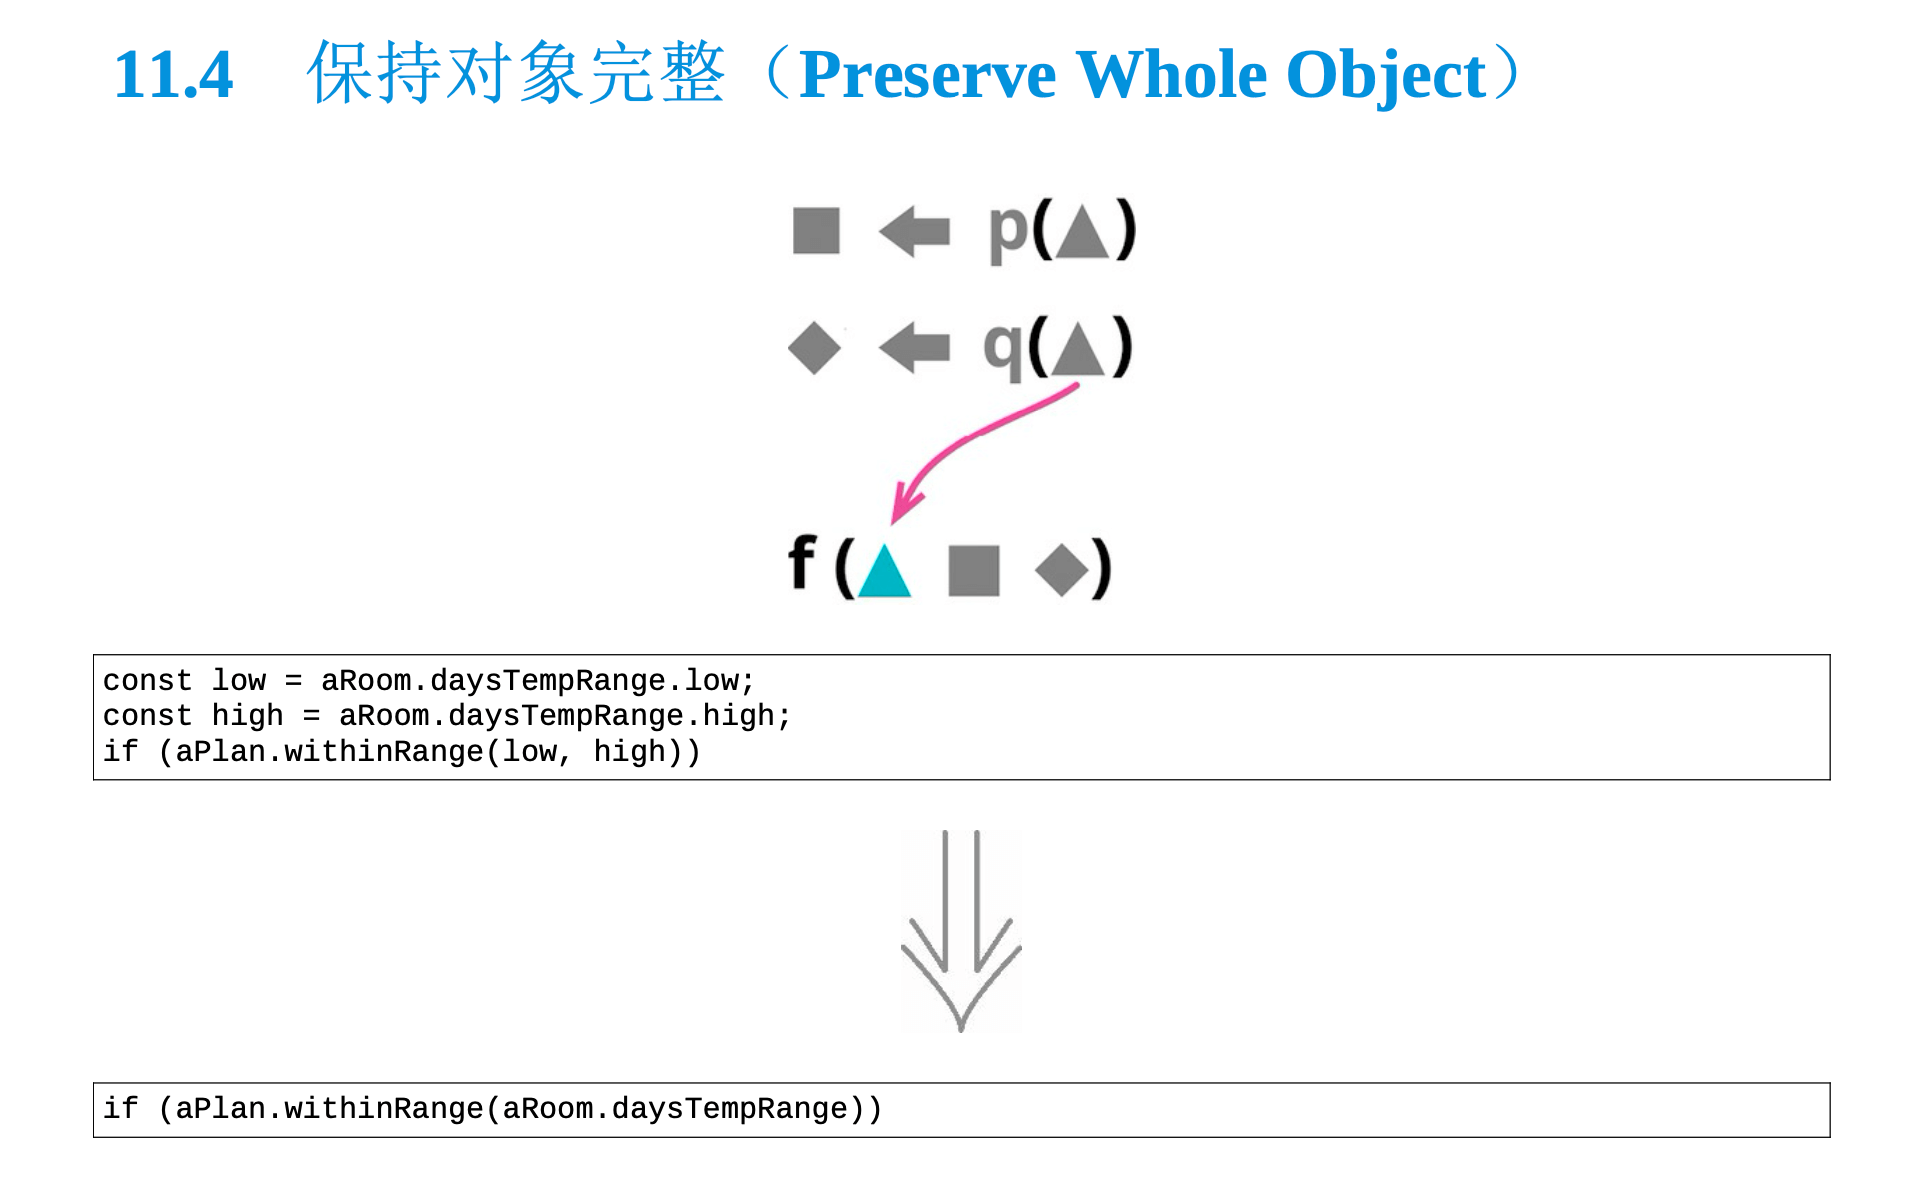 11.4 保持对象完整（Preserve Whole Object）
p( )
q( )
f ( )
const low = aRoom.daysTempRange.low;
const high = aRoom.daysTempRange.high;
if (aPlan.withinRange(low, high))
if (aPlan.withinRange(aRoom.daysTempRange))